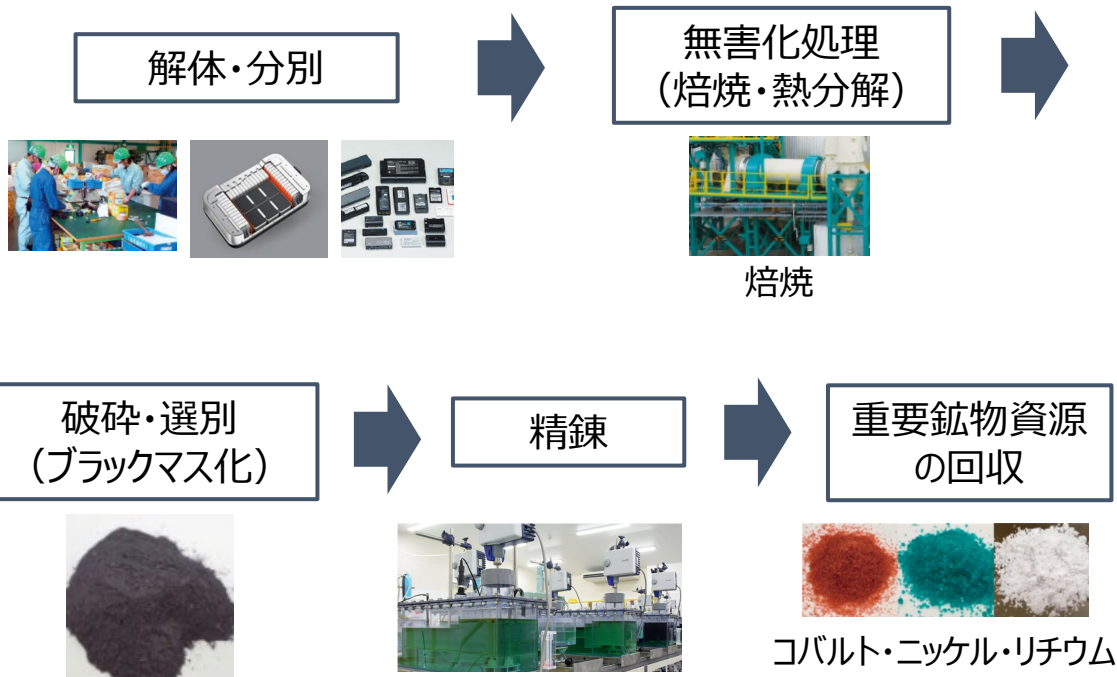 解体・分別
無害化処理
（焙焼・熱分解）
焙焼
破砕・選別
（ブラックマス化）
精錬
重要鉱物資源
の回収
コバルト・ニッケル・リチウム